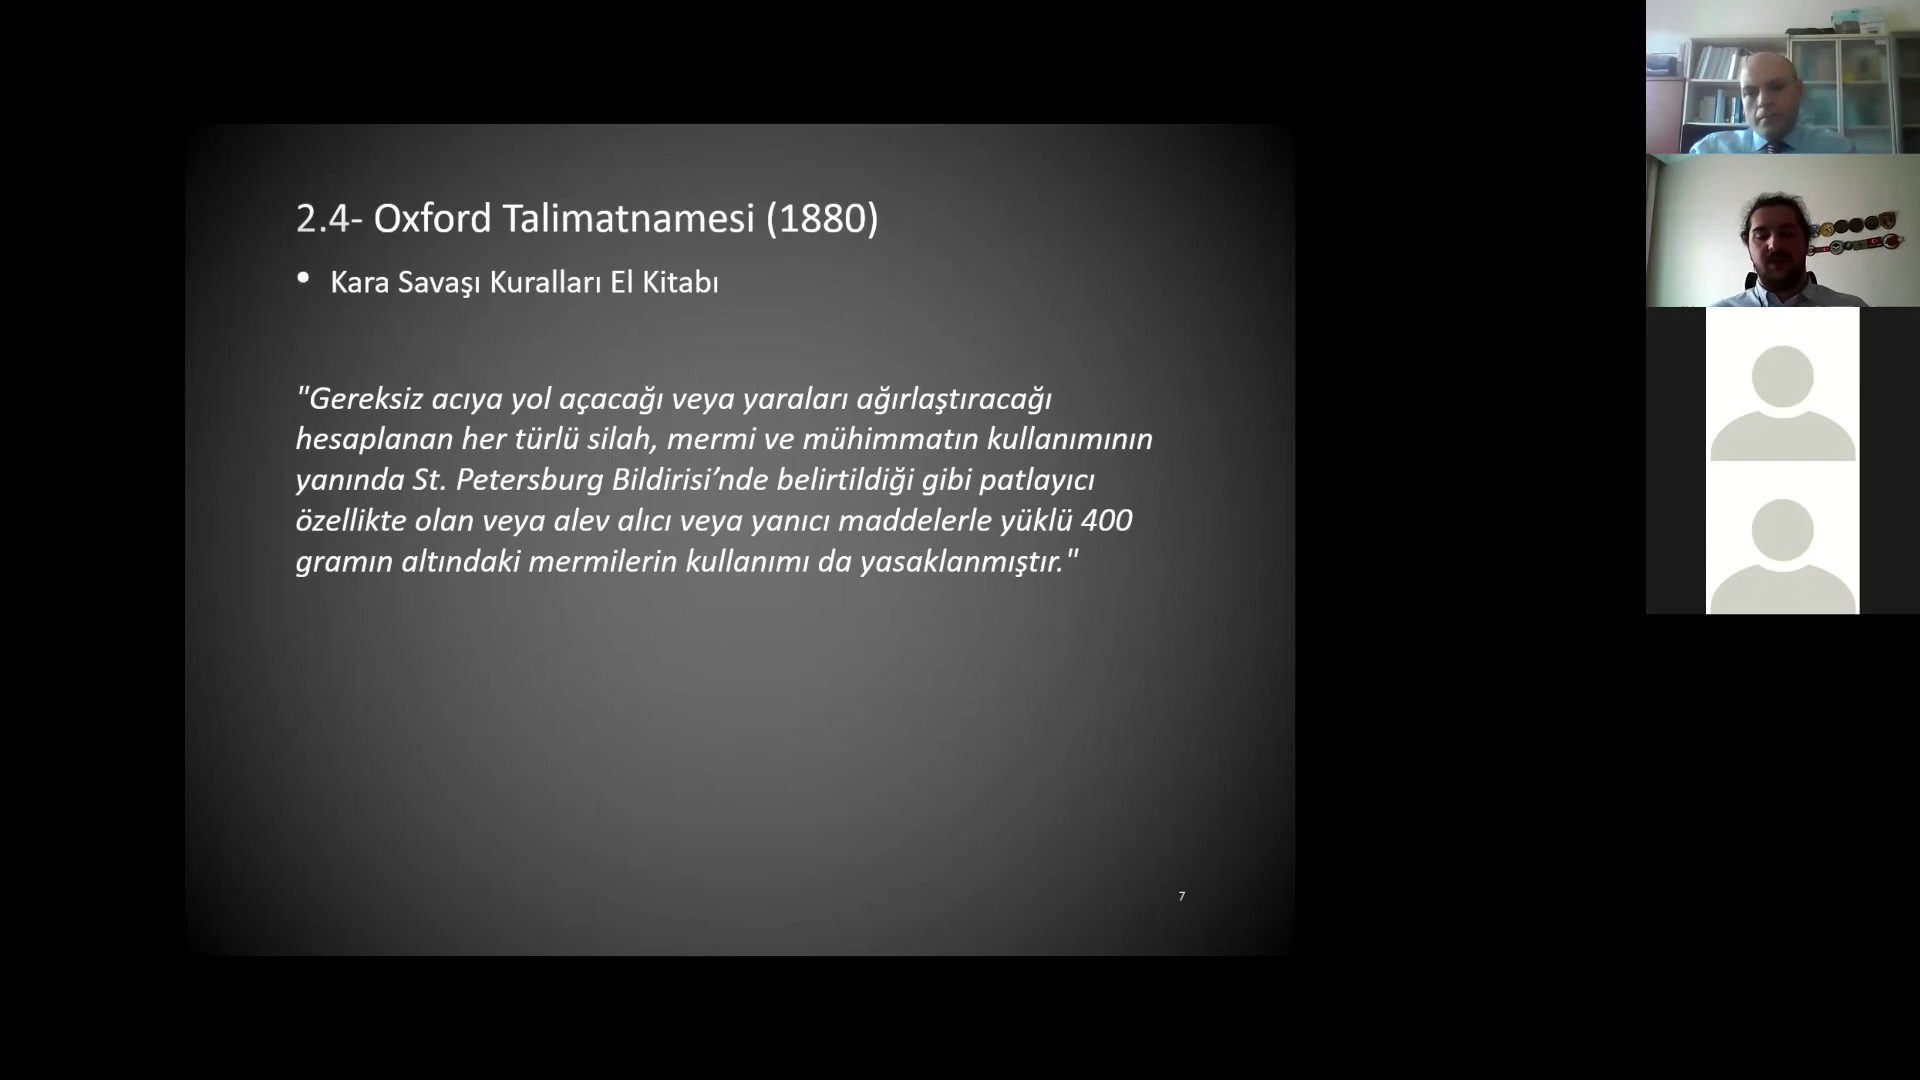 2.4- Oxford Talimatnamesi (1880)
• Kara Savaşı Kuralları El Kitabı
"Gereksiz acıya yol açacağı veya yaraları ağırlaştıracağı
hesaplanan her türlü silah, mermi ve mühimmatın kullanımının
yanında St. Petersburg Bildirisi’nde belirtildiği gibi patlayıcı
özellikte olan veya alev alıcı veya yanıcı maddelerle yüklü 400
gramın altındaki mermilerin kullanımı da yasaklanmıştır."
7